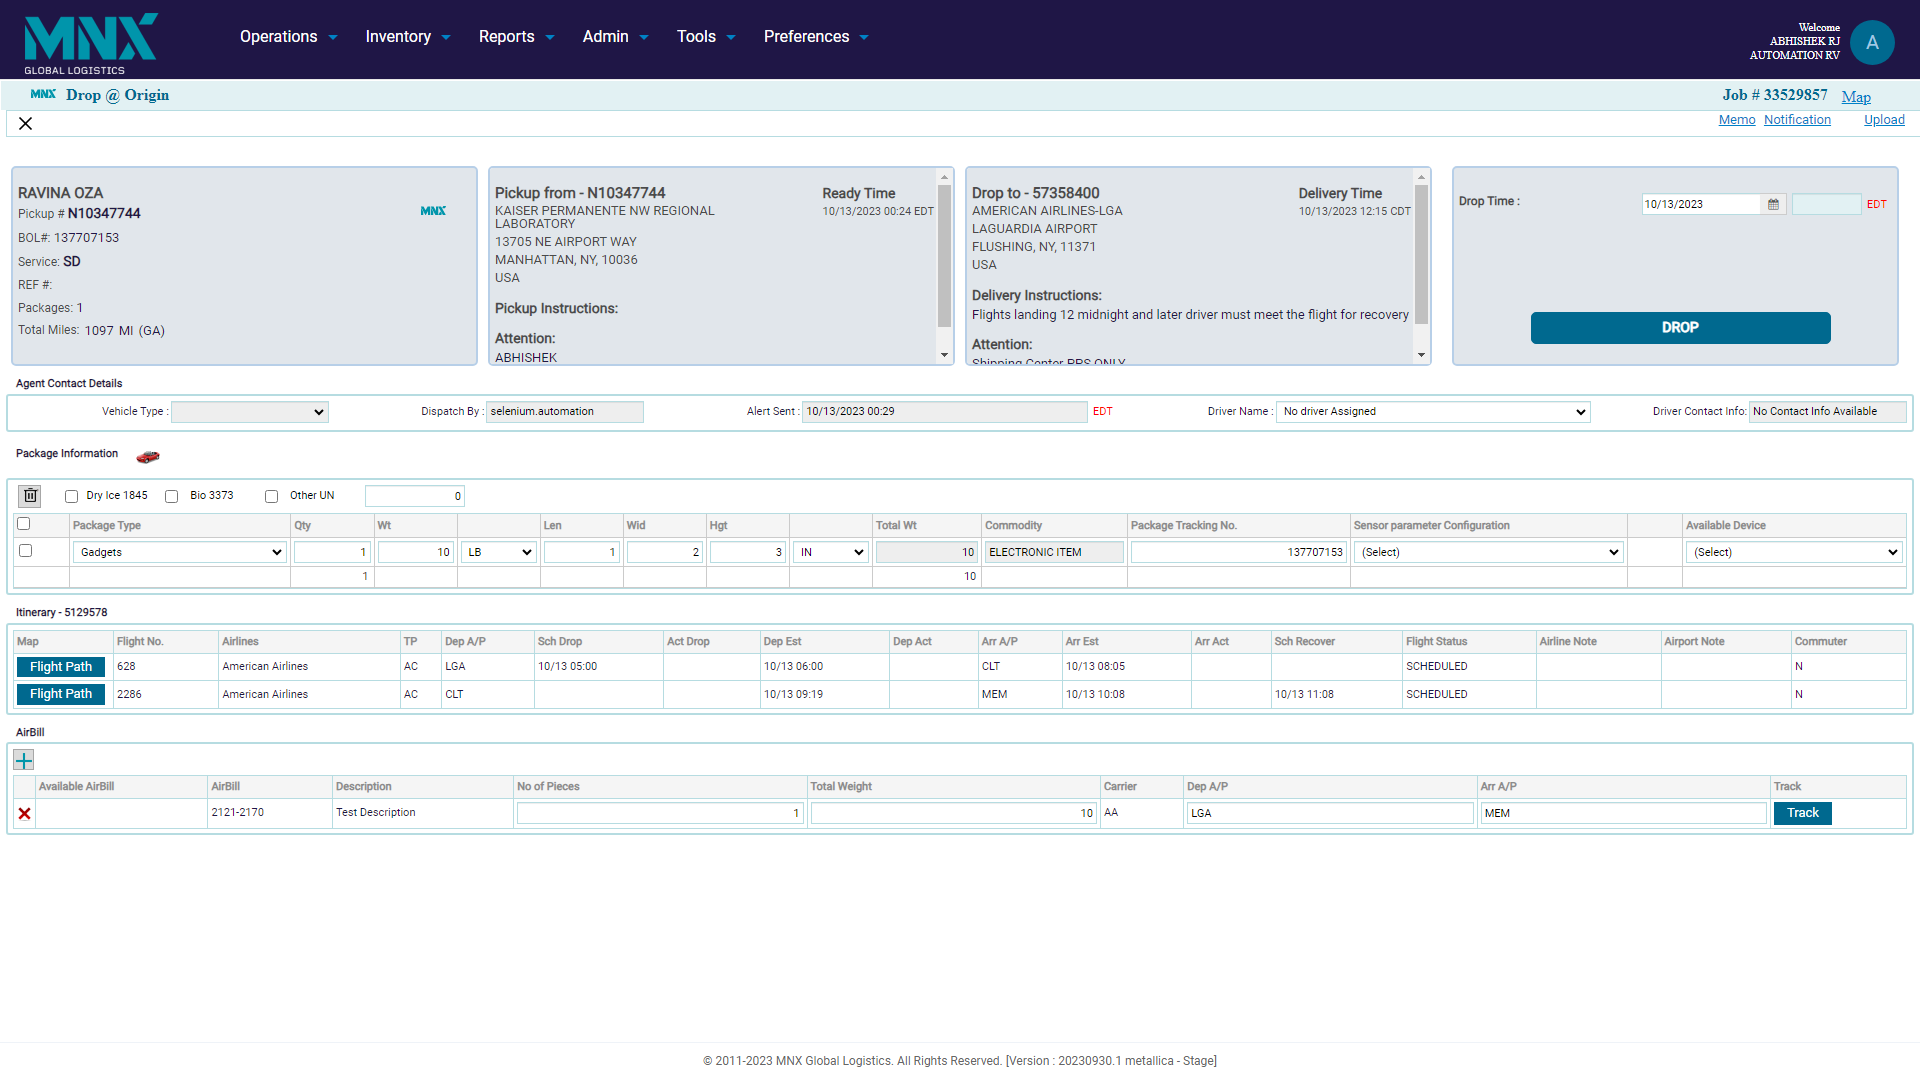 MNX
GLOBAL LOGISTICS
Operations Inventory Reports Admin Tools Preferences
Welcome
ABHISHEK RJ
AUTOMATION RV
A
MNX Drop @ Origin
Job # 33529857 Map
Memo Notification Upload
RAVINA OZA
Pickup # N10347744
MNX
BOL#: 137707153
Service: SD
REF #:
Packages: 1
Total Miles: 1097 MI (GA)
Pickup from - N10347744
KAISER PERMANENTE NW REGIONAL
LABORATORY
13705 NE AIRPORT WAY
MANHATTAN, NY, 10036
USA
Ready Time
10/13/2023 00:24 EDT
Pickup Instructions:
Attention:
ABHISHEK
Drop to - 57358400
AMERICAN AIRLINES-LGA
LAGUARDIA AIRPORT
FLUSHING, NY, 11371
USA
Delivery Time
10/13/2023 12:15 CDT
Delivery Instructions:
Flights landing 12 midnight and later driver must meet the flight for recovery
Attention:
Shipping Center PPS ONLY
Drop Time : 10/13/2023 EDT
DROP
Agent Contact Details
Vehicle Type : Dispatch By : selenium.automation Alert Sent : 10/13/2023 00:29 EDT Driver Name : No driver Assigned Driver Contact Info: No Contact Info Available
Package Information
Dry Ice 1845 Bio 3373 Other UN 0
Package Type Qty Wt Len Wid Hgt Total Wt Commodity Package Tracking No. Sensor parameter Configuration Available Device
Gadgets 1 10 LB 1 2 3 IN 10 ELECTRONIC ITEM 137707153 (Select) (Select)
1 10
Itinerary - 5129578
Map Flight No. Airlines TP Dep A/P Sch Drop Act Drop Dep Est Dep Act Arr A/P Arr Est Arr Act Sch Recover Flight Status Airline Note Airport Note Commuter
Flight Path 628 American Airlines AC LGA 10/13 05:00 10/13 06:00 CLT 10/13 08:05 SCHEDULED N
Flight Path 2286 American Airlines AC CLT 10/13 09:19 MEM 10/13 10:08 10/13 11:08 SCHEDULED N
AirBill
Available AirBill AirBill Description No of Pieces Total Weight Carrier Dep A/P Arr A/P Track
2121-2170 Test Description 1 10 AA LGA MEM Track
© 2011-2023 MNX Global Logistics. All Rights Reserved. [Version : 20230930.1 metallica - Stage]